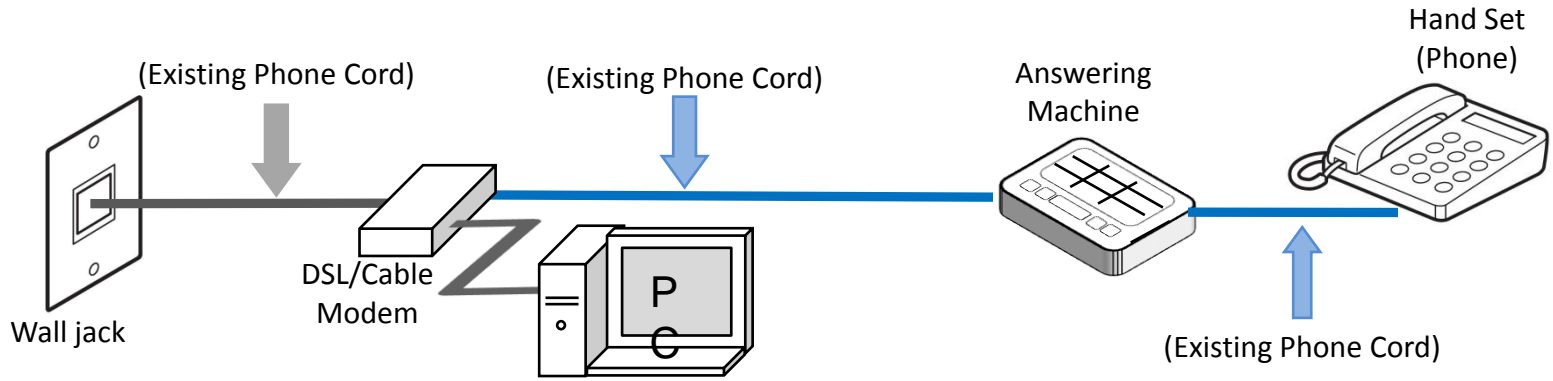 Hand Set
(Phone)
(Existing Phone Cord)
(Existing Phone Cord)
Answering
Machine
DSL/Cable
Modem
P
C
Wall jack
(Existing Phone Cord)